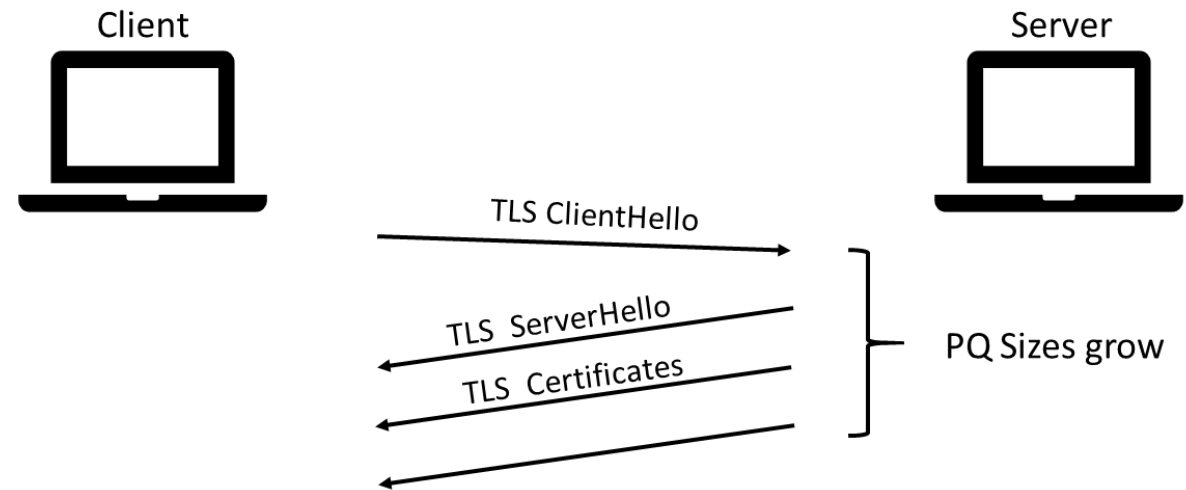 Client
Server
TLS ClientHello
TLS ServerHello
TLS Certificates
PQ Sizes grow